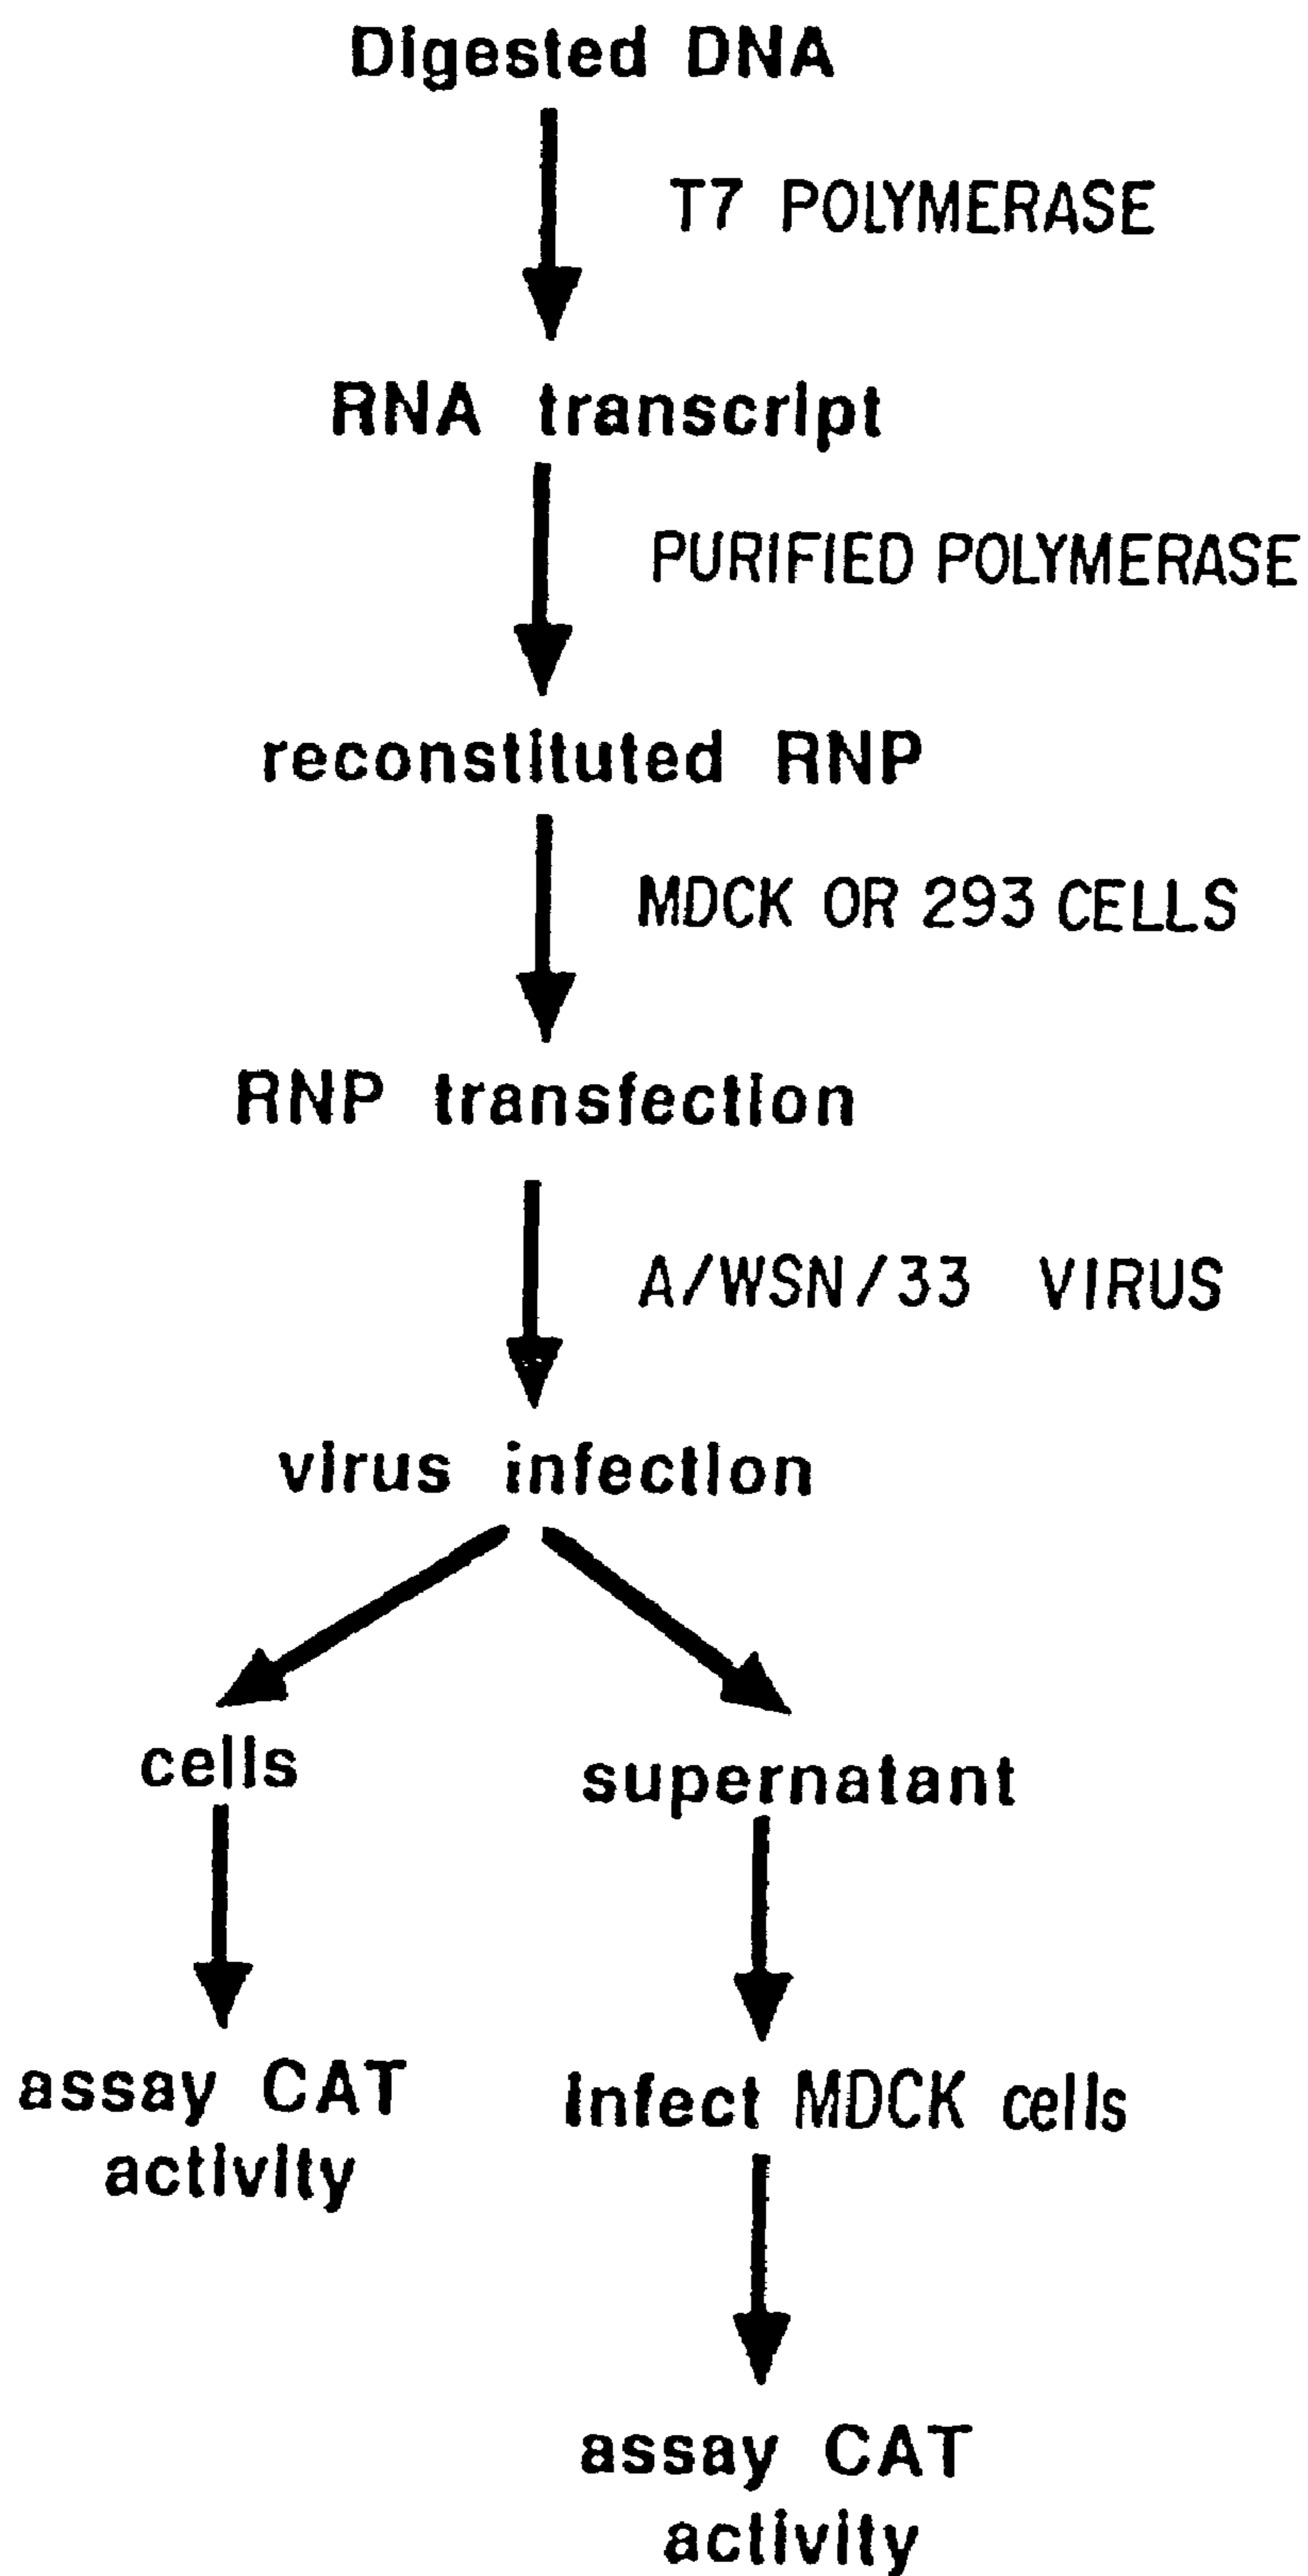 Digested DNA
T7 POLYMERASE
RNA transcript
PURIFIED POLYMERASE
reconstituted RNP
MDCK OR 293 CELLS
RNP transfection
A/WSN/33 VIRUS
virus infection
cells
supernatant
assay CAT
activity
Infect MDCK cells
assay CAT
activity